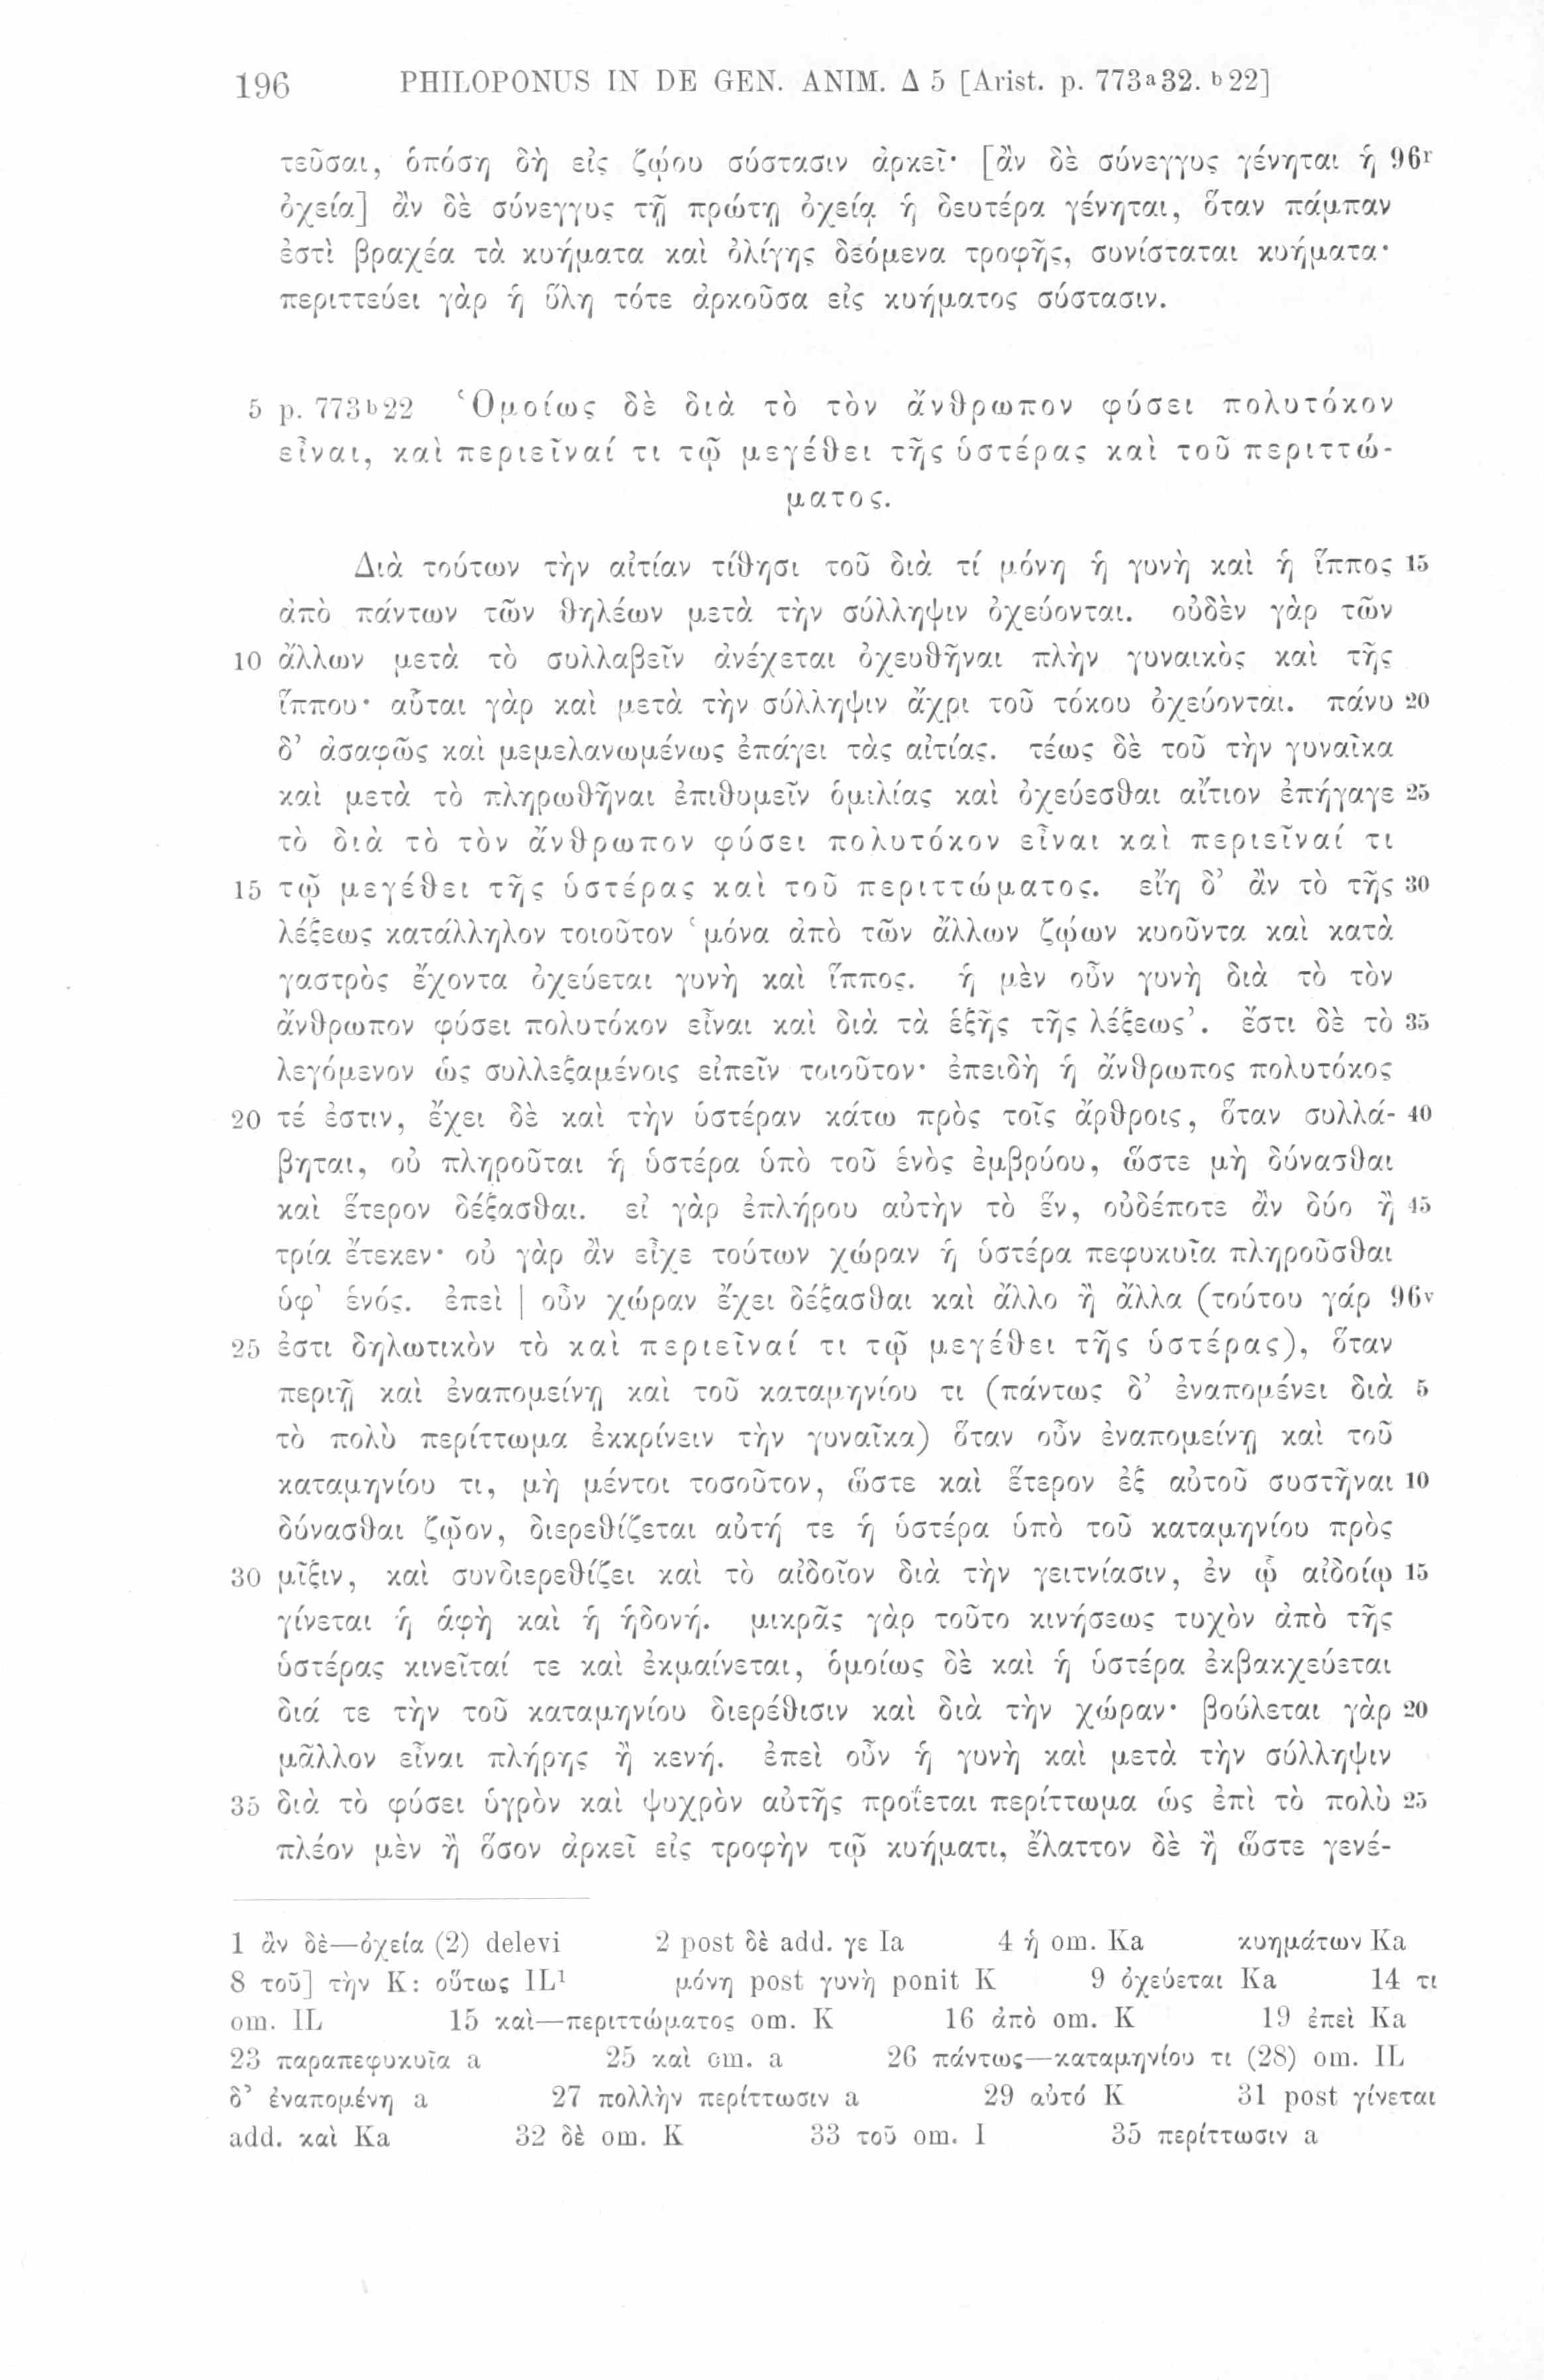 196 PHILOPONUS IN DE GEN. ANIM. Δ 5 [Arist. p. 773ᵃ32. ᵇ22]
τεῦσαι, ὁπόση δὴ εἰς ζῴου σύστασιν ἀρκεῖ· [ἂν δὲ σύνεγγυς γένηται ἡ 96r
ὀχεία] ἂν δὲ σύνεγγυς τῇ πρώτῃ ὀχείᾳ ἡ δευτέρα γένηται, ὅταν πάμπαν
ἐστὶ βραχέα τὰ κυήματα καὶ ὀλίγης δεόμενα τροφῆς, συνίσταται κυήματα·
περιττεύει γὰρ ἡ ὕλη τότε ἀρκοῦσα εἰς κυήματος σύστασιν.
5 p. 773ᵇ22 Ὁμοίως δὲ διὰ τὸ τὸν ἄνθρωπον φύσει πολυτόκον
εἶναι, καὶ περιεῖναί τι τῷ μεγέθει τῆς ὑστέρας καὶ τοῦ περιττώ-
ματος.
Διὰ τούτων τὴν αἰτίαν τίθησι τοῦ διὰ τί μόνη ἡ γυνὴ καὶ ἡ ἵππος 15
ἀπὸ πάντων τῶν θηλέων μετὰ τὴν σύλληψιν ὀχεύονται. οὐδὲν γὰρ τῶν
10 ἄλλων μετὰ τὸ συλλαβεῖν ἀνέχεται ὀχευθῆναι πλὴν γυναικὸς καὶ τῆς
ἵππου· αὗται γὰρ καὶ μετὰ τὴν σύλληψιν ἄχρι τοῦ τόκου ὀχεύονται. πάνυ 20
δ’ ἀσαφῶς καὶ μεμελανωμένως ἐπάγει τὰς αἰτίας. τέως δὲ τοῦ τὴν γυναῖκα
καὶ μετὰ τὸ πληρωθῆναι ἐπιθυμεῖν ὁμιλίας καὶ ὀχεύεσθαι αἴτιον ἐπήγαγε 25
τὸ διὰ τὸ τὸν ἄνθρωπον φύσει πολυτόκον εἶναι καὶ περιεῖναί τι
15 τῷ μεγέθει τῆς ὑστέρας καὶ τοῦ περιττώματος. εἴη δ’ ἂν τὸ τῆς 30
λέξεως κατάλληλον τοιοῦτον ‘μόνα ἀπὸ τῶν ἄλλων ζῴων κυοῦντα καὶ κατὰ
γαστρὸς ἔχοντα ὀχεύεται γυνὴ καὶ ἵππος. ἡ μὲν οὖν γυνὴ διὰ τὸ τὸν
ἄνθρωπον φύσει πολυτόκον εἶναι καὶ διὰ τὰ ἑξῆς τῆς λέξεως’. ἔστι δὲ τὸ 35
λεγόμενον ὡς συλλεξαμένοις εἰπεῖν τοιοῦτον· ἐπειδὴ ἡ ἄνθρωπος πολυτόκος
20 τέ ἐστιν, ἔχει δὲ καὶ τὴν ὑστέραν κάτω πρὸς τοῖς ἄρθροις, ὅταν συλλά- 40
βηται, οὐ πληροῦται ἡ ὑστέρα ὑπὸ τοῦ ἑνὸς ἐμβρύου, ὥστε μὴ δύνασθαι
καὶ ἕτερον δέξασθαι. εἰ γὰρ ἐπλήρου αὐτὴν τὸ ἕν, οὐδέποτε ἂν δύο ἢ 45
τρία ἔτεκεν· οὐ γὰρ ἂν εἶχε τούτων χώραν ἡ ὑστέρα πεφυκυῖα πληροῦσθαι
ὑφ’ ἑνός. ἐπεὶ | οὖν χώραν ἔχει δέξασθαι καὶ ἄλλο ἢ ἄλλα (τούτου γάρ 96v
25 ἐστι δηλωτικὸν τὸ καὶ περιεῖναί τι τῷ μεγέθει τῆς ὑστέρας), ὅταν
περιῇ καὶ ἐναπομείνῃ καὶ τοῦ καταμηνίου τι (πάντως δ’ ἐναπομένει διὰ 5
τὸ πολὺ περίττωμα ἐκκρίνειν τὴν γυναῖκα) ὅταν οὖν ἐναπομείνῃ καὶ τοῦ
καταμηνίου τι, μὴ μέντοι τοσοῦτον, ὥστε καὶ ἕτερον ἐξ αὐτοῦ συστῆναι 10
δύνασθαι ζῷον, διερεθίζεται αὐτή τε ἡ ὑστέρα ὑπὸ τοῦ καταμηνίου πρὸς
30 μῖξιν, καὶ συνδιερεθίζει καὶ τὸ αἰδοῖον διὰ τὴν γειτνίασιν, ἐν ᾧ αἰδοίῳ 15
γίνεται ἡ ἁφὴ καὶ ἡ ἡδονή. μικρᾶς γὰρ τοῦτο κινήσεως τυχὸν ἀπὸ τῆς
ὑστέρας κινεῖταί τε καὶ ἐκμαίνεται, ὁμοίως δὲ καὶ ἡ ὑστέρα ἐκβακχεύεται
διά τε τὴν τοῦ καταμηνίου διερέθισιν καὶ διὰ τὴν χώραν· βούλεται γὰρ 20
μᾶλλον εἶναι πλήρης ἢ κενή. ἐπεὶ οὖν ἡ γυνὴ καὶ μετὰ τὴν σύλληψιν
35 διὰ τὸ φύσει ὑγρὸν καὶ ψυχρὸν αὐτῆς προΐεται περίττωμα ὡς ἐπὶ τὸ πολὺ 25
πλέον μὲν ἢ ὅσον ἀρκεῖ εἰς τροφὴν τῷ κυήματι, ἔλαττον δὲ ἢ ὥστε γενέ-
1 ἂν δὲ—ὀχεία (2) delevi 2 post δὲ add. γε Ia 4 ἡ om. Ka κυημάτων Ka
8 τοῦ] τὴν K: οὕτως IL¹ μόνη post γυνὴ ponit K 9 ὀχεύεται Ka 14 τι
om. IL 15 καὶ—περιττώματος om. K 16 ἀπὸ om. K 19 ἐπεὶ Ka
23 παραπεφυκυῖα a 25 καὶ om. a 26 πάντως—καταμηνίου τι (28) om. IL
δ’ ἐναπομένη a 27 πολλὴν περίττωσιν a 29 αὐτό K 31 post γίνεται
add. καὶ Ka 32 δὲ om. K 33 τοῦ om. I 35 περίττωσιν a